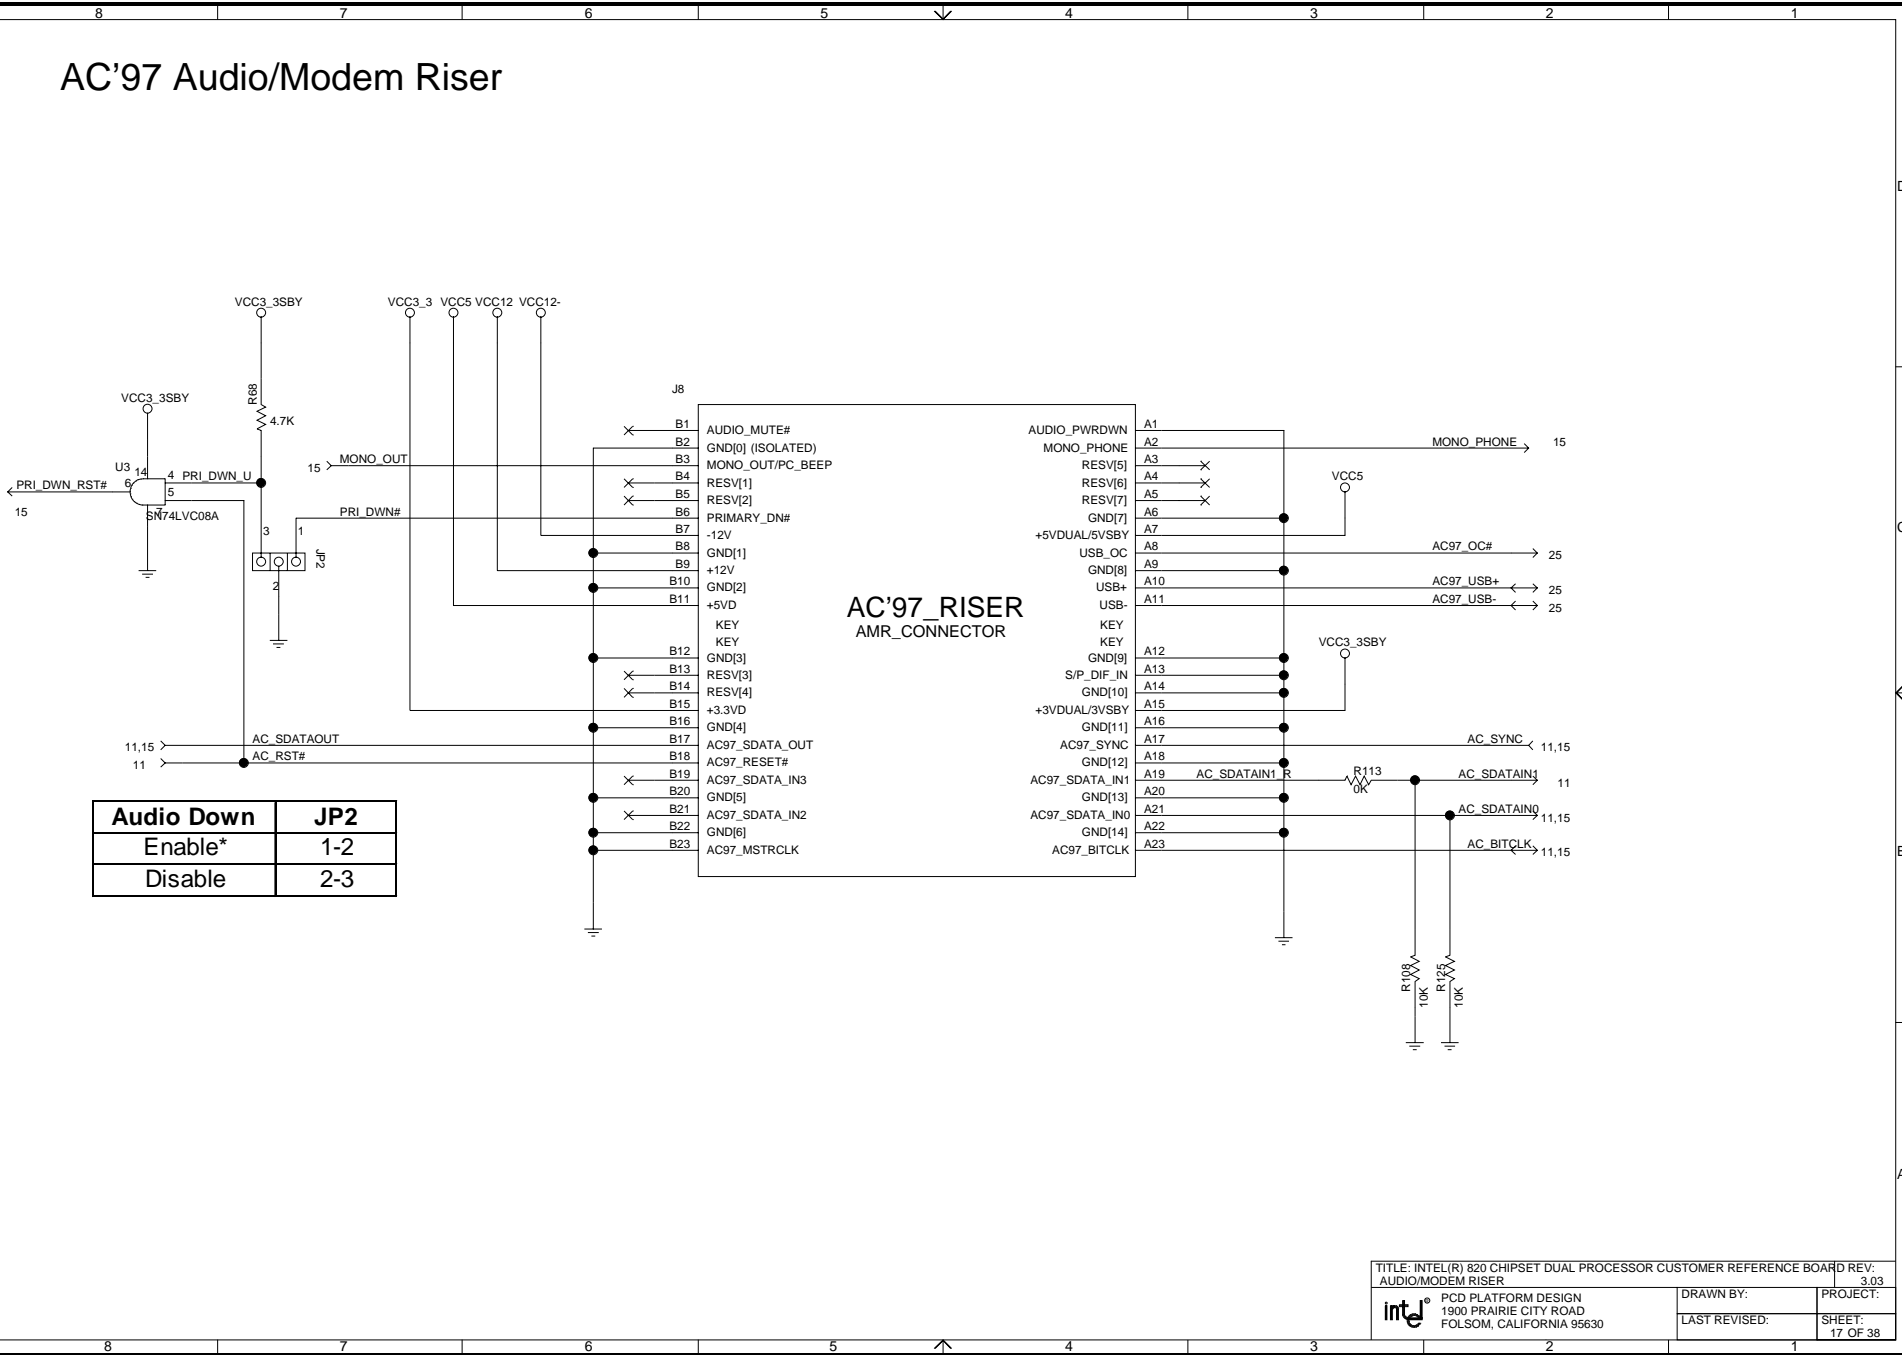 8 7 6 5 4 3 2 1
AC’97 Audio/Modem Riser
D
VCC3_3SBY
VCC3_3 VCC5 VCC12 VCC12-
VCC3_3SBY
R68
4.7K
U3 14
4 PRI_DWN_U
6
5
PRI_DWN_RST#
15
7
SN74LVC08A
3
1
JP2
2
15 MONO_OUT
PRI_DWN#
11,15 AC_SDATAOUT
11 AC_RST#
J8
B1 AUDIO_MUTE#
B2 GND[0] (ISOLATED)
B3 MONO_OUT/PC_BEEP
B4 RESV[1]
B5 RESV[2]
B6 PRIMARY_DN#
B7 -12V
B8 GND[1]
B9 +12V
B10 GND[2]
B11 +5VD
KEY
KEY
B12 GND[3]
B13 RESV[3]
B14 RESV[4]
B15 +3.3VD
B16 GND[4]
B17 AC97_SDATA_OUT
B18 AC97_RESET#
B19 AC97_SDATA_IN3
B20 GND[5]
B21 AC97_SDATA_IN2
B22 GND[6]
B23 AC97_MSTRCLK
AC’97_RISER
AMR_CONNECTOR
AUDIO_PWRDWN A1
MONO_PHONE A2
RESV[5] A3
RESV[6] A4
RESV[7] A5
GND[7] A6
+5VDUAL/5VSBY A7
USB_OC A8
GND[8] A9
USB+ A10
USB- A11
KEY
KEY
GND[9] A12
S/P_DIF_IN A13
GND[10] A14
+3VDUAL/3VSBY A15
GND[11] A16
AC97_SYNC A17
GND[12] A18
AC97_SDATA_IN1 A19
GND[13] A20
AC97_SDATA_IN0 A21
GND[14] A22
AC97_BITCLK A23
MONO_PHONE 15
VCC5
C
AC97_OC# 25
AC97_USB+ 25
AC97_USB- 25
VCC3_3SBY
AC_SYNC 11,15
AC_SDATAIN1_R
R113
0K
AC_SDATAIN1 11
AC_SDATAIN0 11,15
AC_BITCLK 11,15
B
R108
10K
R125
10K
Audio Down JP2
Enable* 1-2
Disable 2-3
A
TITLE: INTEL(R) 820 CHIPSET DUAL PROCESSOR CUSTOMER REFERENCE BOARD REV:
AUDIO/MODEM RISER 3.03
intel®
PCD PLATFORM DESIGN
1900 PRAIRIE CITY ROAD
FOLSOM, CALIFORNIA 95630
DRAWN BY:
PROJECT:
LAST REVISED:
SHEET:
17 OF 38
8 7 6 5 4 3 2 1